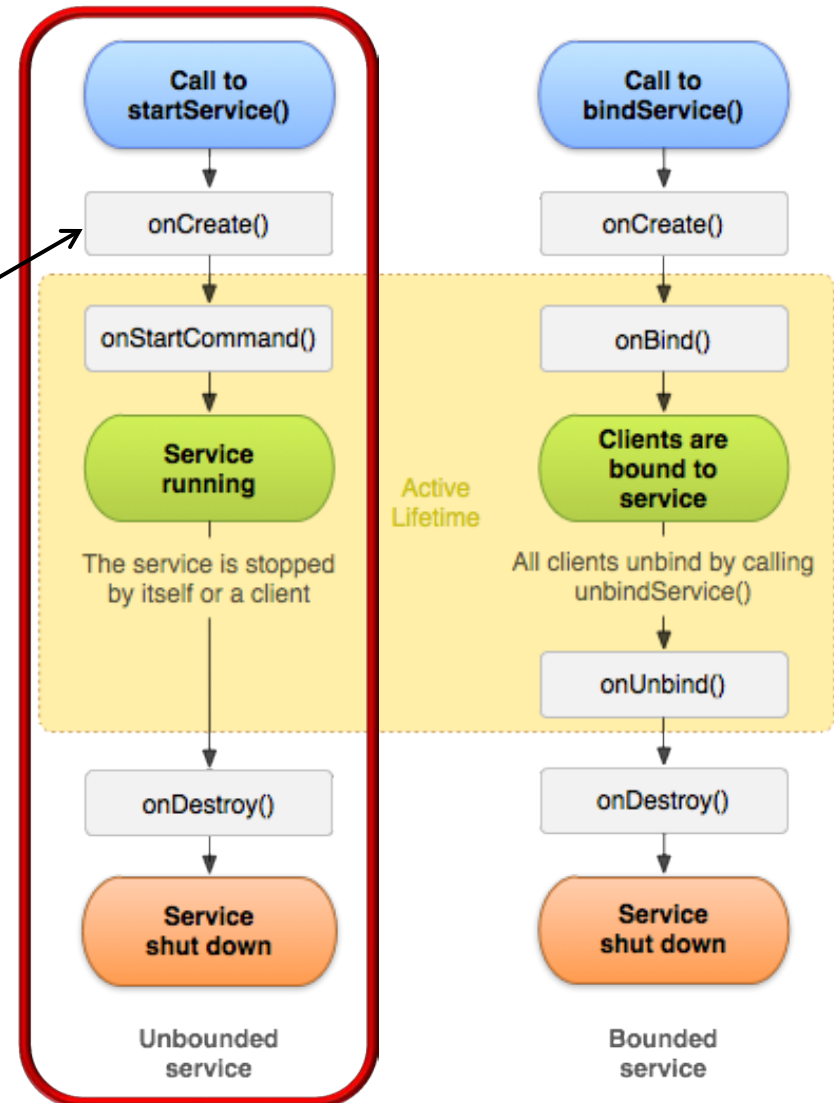 Call to
startService()
onCreate()
onStartCommand()
Service
running
The service is stopped
by itself or a client
onDestroy()
Service
shut down
Unbounded
service
Active
Lifetime
Call to
bindService()
onCreate()
onBind()
Clients are
bound to
service
All clients unbind by calling
unbindService()
onUnbind()
onDestroy()
Service
shut down
Bounded
service